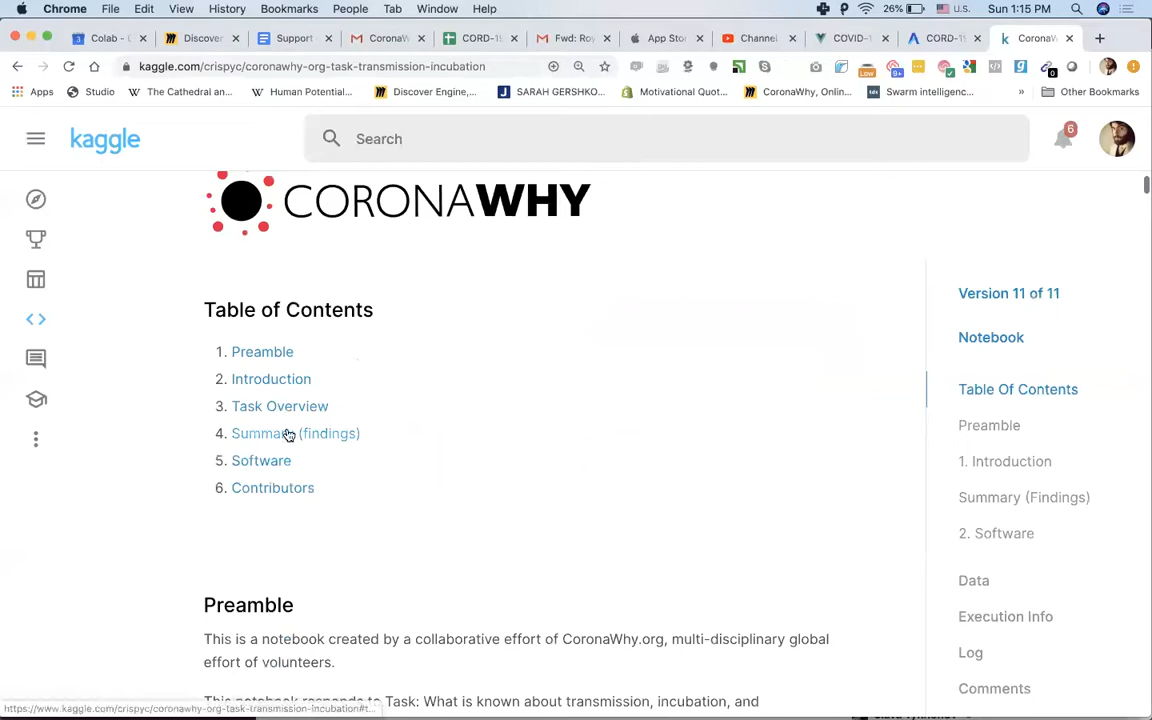 Chrome File Edit View History Bookmarks People Tab Window Help 26% U.S. Sun 1:15 PM
Colab - Discover Support CoronaW CORD-19 Fwd: Roy App Stor Channel COVID-1 CORD-19 CoronaW
kaggle.com/crispyc/coronawhy-org-task-transmission-incubation Low 9+ 0
Apps Studio The Cathedral an... Human Potential... Discover Engine,... SARAH GERSHKO... Motivational Quot... CoronaWhy, Onlin... Swarm intelligenc... » Other Bookmarks
kaggle Search 6
CORONAWHY
Table of Contents
1. Preamble
2. Introduction
3. Task Overview
4. Summary (findings)
5. Software
6. Contributors
Preamble
This is a notebook created by a collaborative effort of CoronaWhy.org, multi-disciplinary global
effort of volunteers.
This notebook responds to Task: What is known about transmission, incubation, and
Version 11 of 11
Notebook
Table Of Contents
Preamble
1. Introduction
Summary (Findings)
2. Software
Data
Execution Info
Log
Comments
https://www.kaggle.com/crispyc/coronawhy-org-task-transmission-incubation#t...